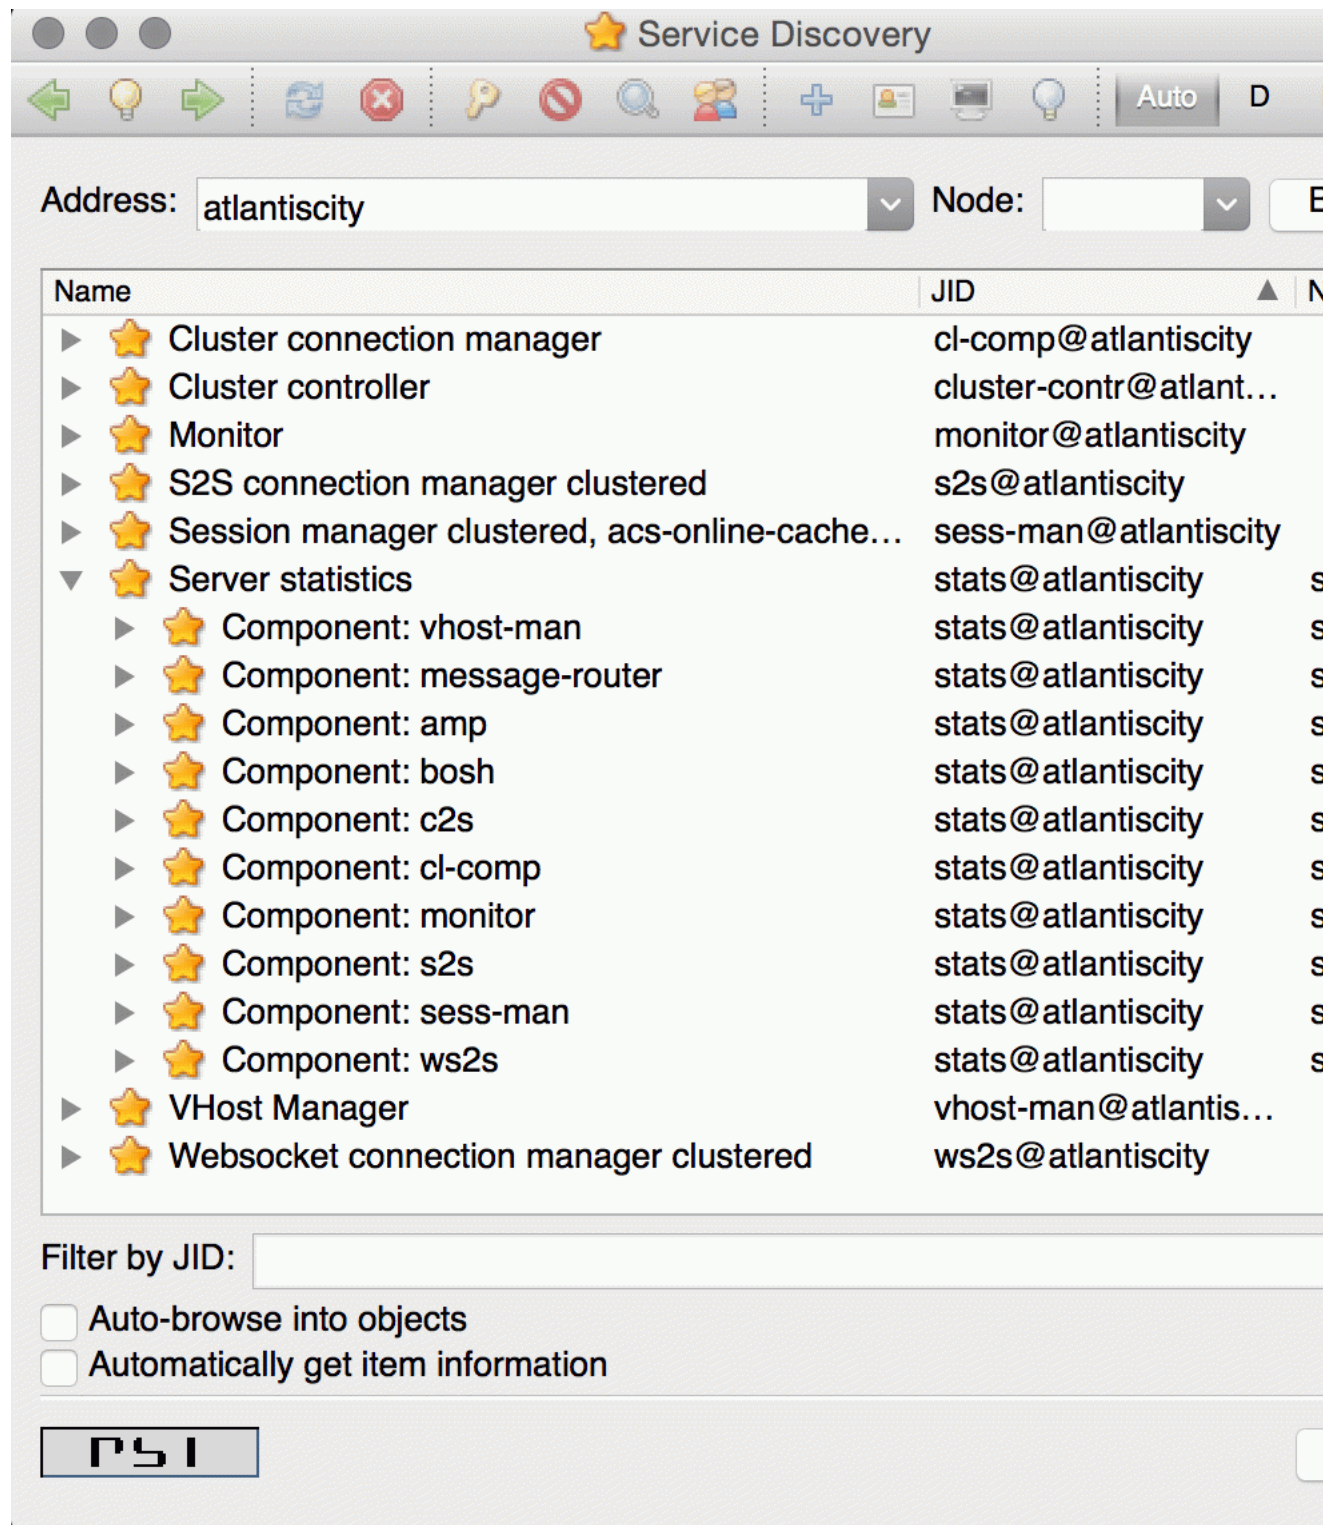 Service Discovery
Auto D
Address: atlantiscity Node:
Name JID
Cluster connection manager cl-comp@atlantiscity
Cluster controller cluster-contr@atlant...
Monitor monitor@atlantiscity
S2S connection manager clustered s2s@atlantiscity
Session manager clustered, acs-online-cache... sess-man@atlantiscity
Server statistics stats@atlantiscity s
Component: vhost-man stats@atlantiscity s
Component: message-router stats@atlantiscity s
Component: amp stats@atlantiscity s
Component: bosh stats@atlantiscity s
Component: c2s stats@atlantiscity s
Component: cl-comp stats@atlantiscity s
Component: monitor stats@atlantiscity s
Component: s2s stats@atlantiscity s
Component: sess-man stats@atlantiscity s
Component: ws2s stats@atlantiscity s
VHost Manager vhost-man@atlantis...
Websocket connection manager clustered ws2s@atlantiscity
Filter by JID:
Auto-browse into objects
Automatically get item information
PSI